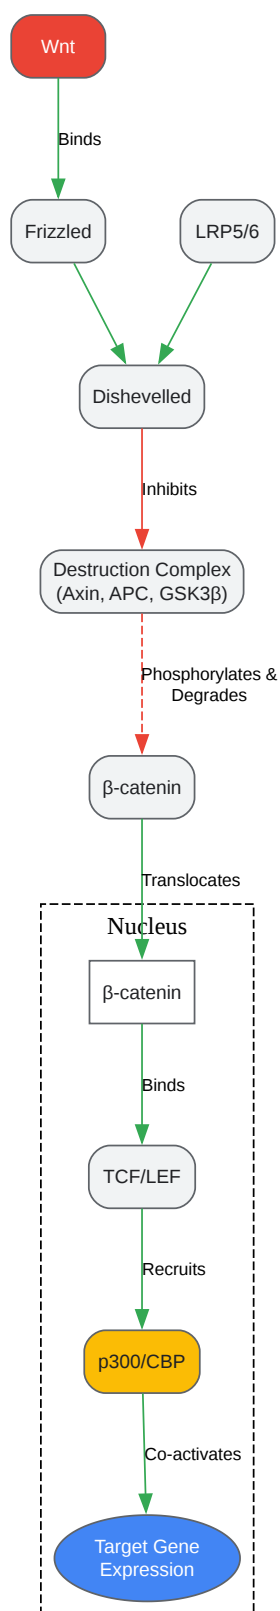 Wnt
Binds
Frizzled
LRP5/6
Dishevelled
Inhibits
Destruction Complex
(Axin, APC, GSK3β)
Phosphorylates &
Degrades
β-catenin
Translocates
Nucleus
β-catenin
Binds
TCF/LEF
Recruits
p300/CBP
Co-activates
Target Gene
Expression